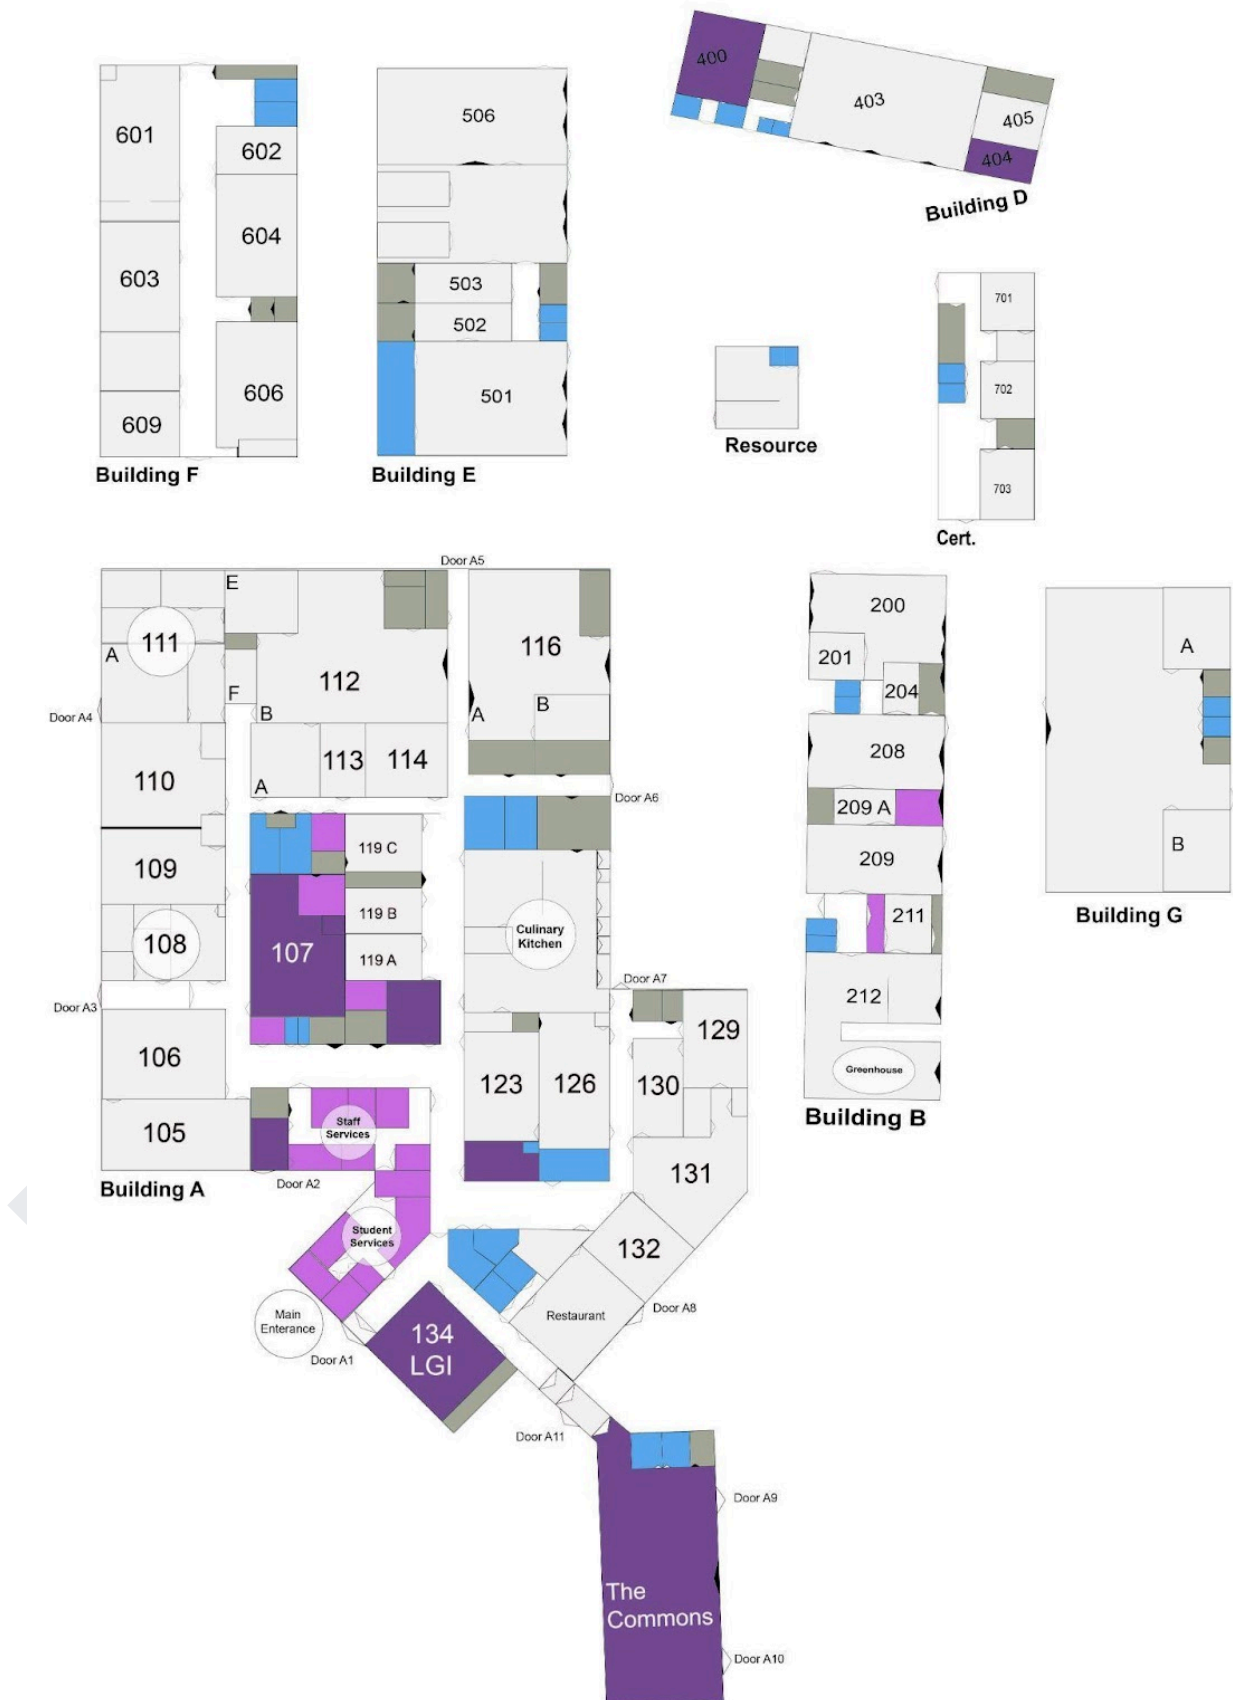 400
403
405
404
Building D
601
602
604
603
606
609
Building F
506
503
502
501
Building E
Resource
701
702
703
Cert.
Door A5
E
111
A
112
F
B
113
114
A
116
A
B
Door A4
110
109
108
Door A3
106
105
Building A
Door A6
119 C
119 B
119 A
107
Culinary
Kitchen
Door A7
129
130
123
126
131
132
Staff
Services
Door A2
Student
Services
Main
Enterance
Door A1
134
LGI
Restaurant
Door A8
Door A11
Door A9
The
Commons
Door A10
200
201
204
208
209 A
209
211
212
Greenhouse
Building B
A
B
Building G